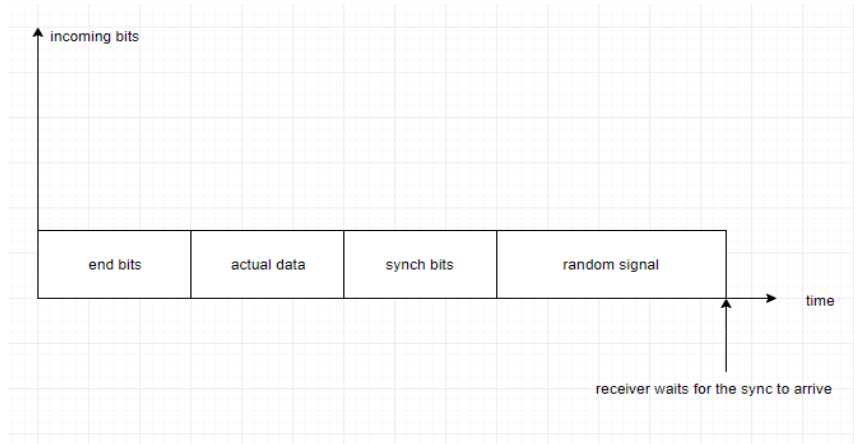 incoming bits
end bits
actual data
synch bits
random signal
time
receiver waits for the sync to arrive